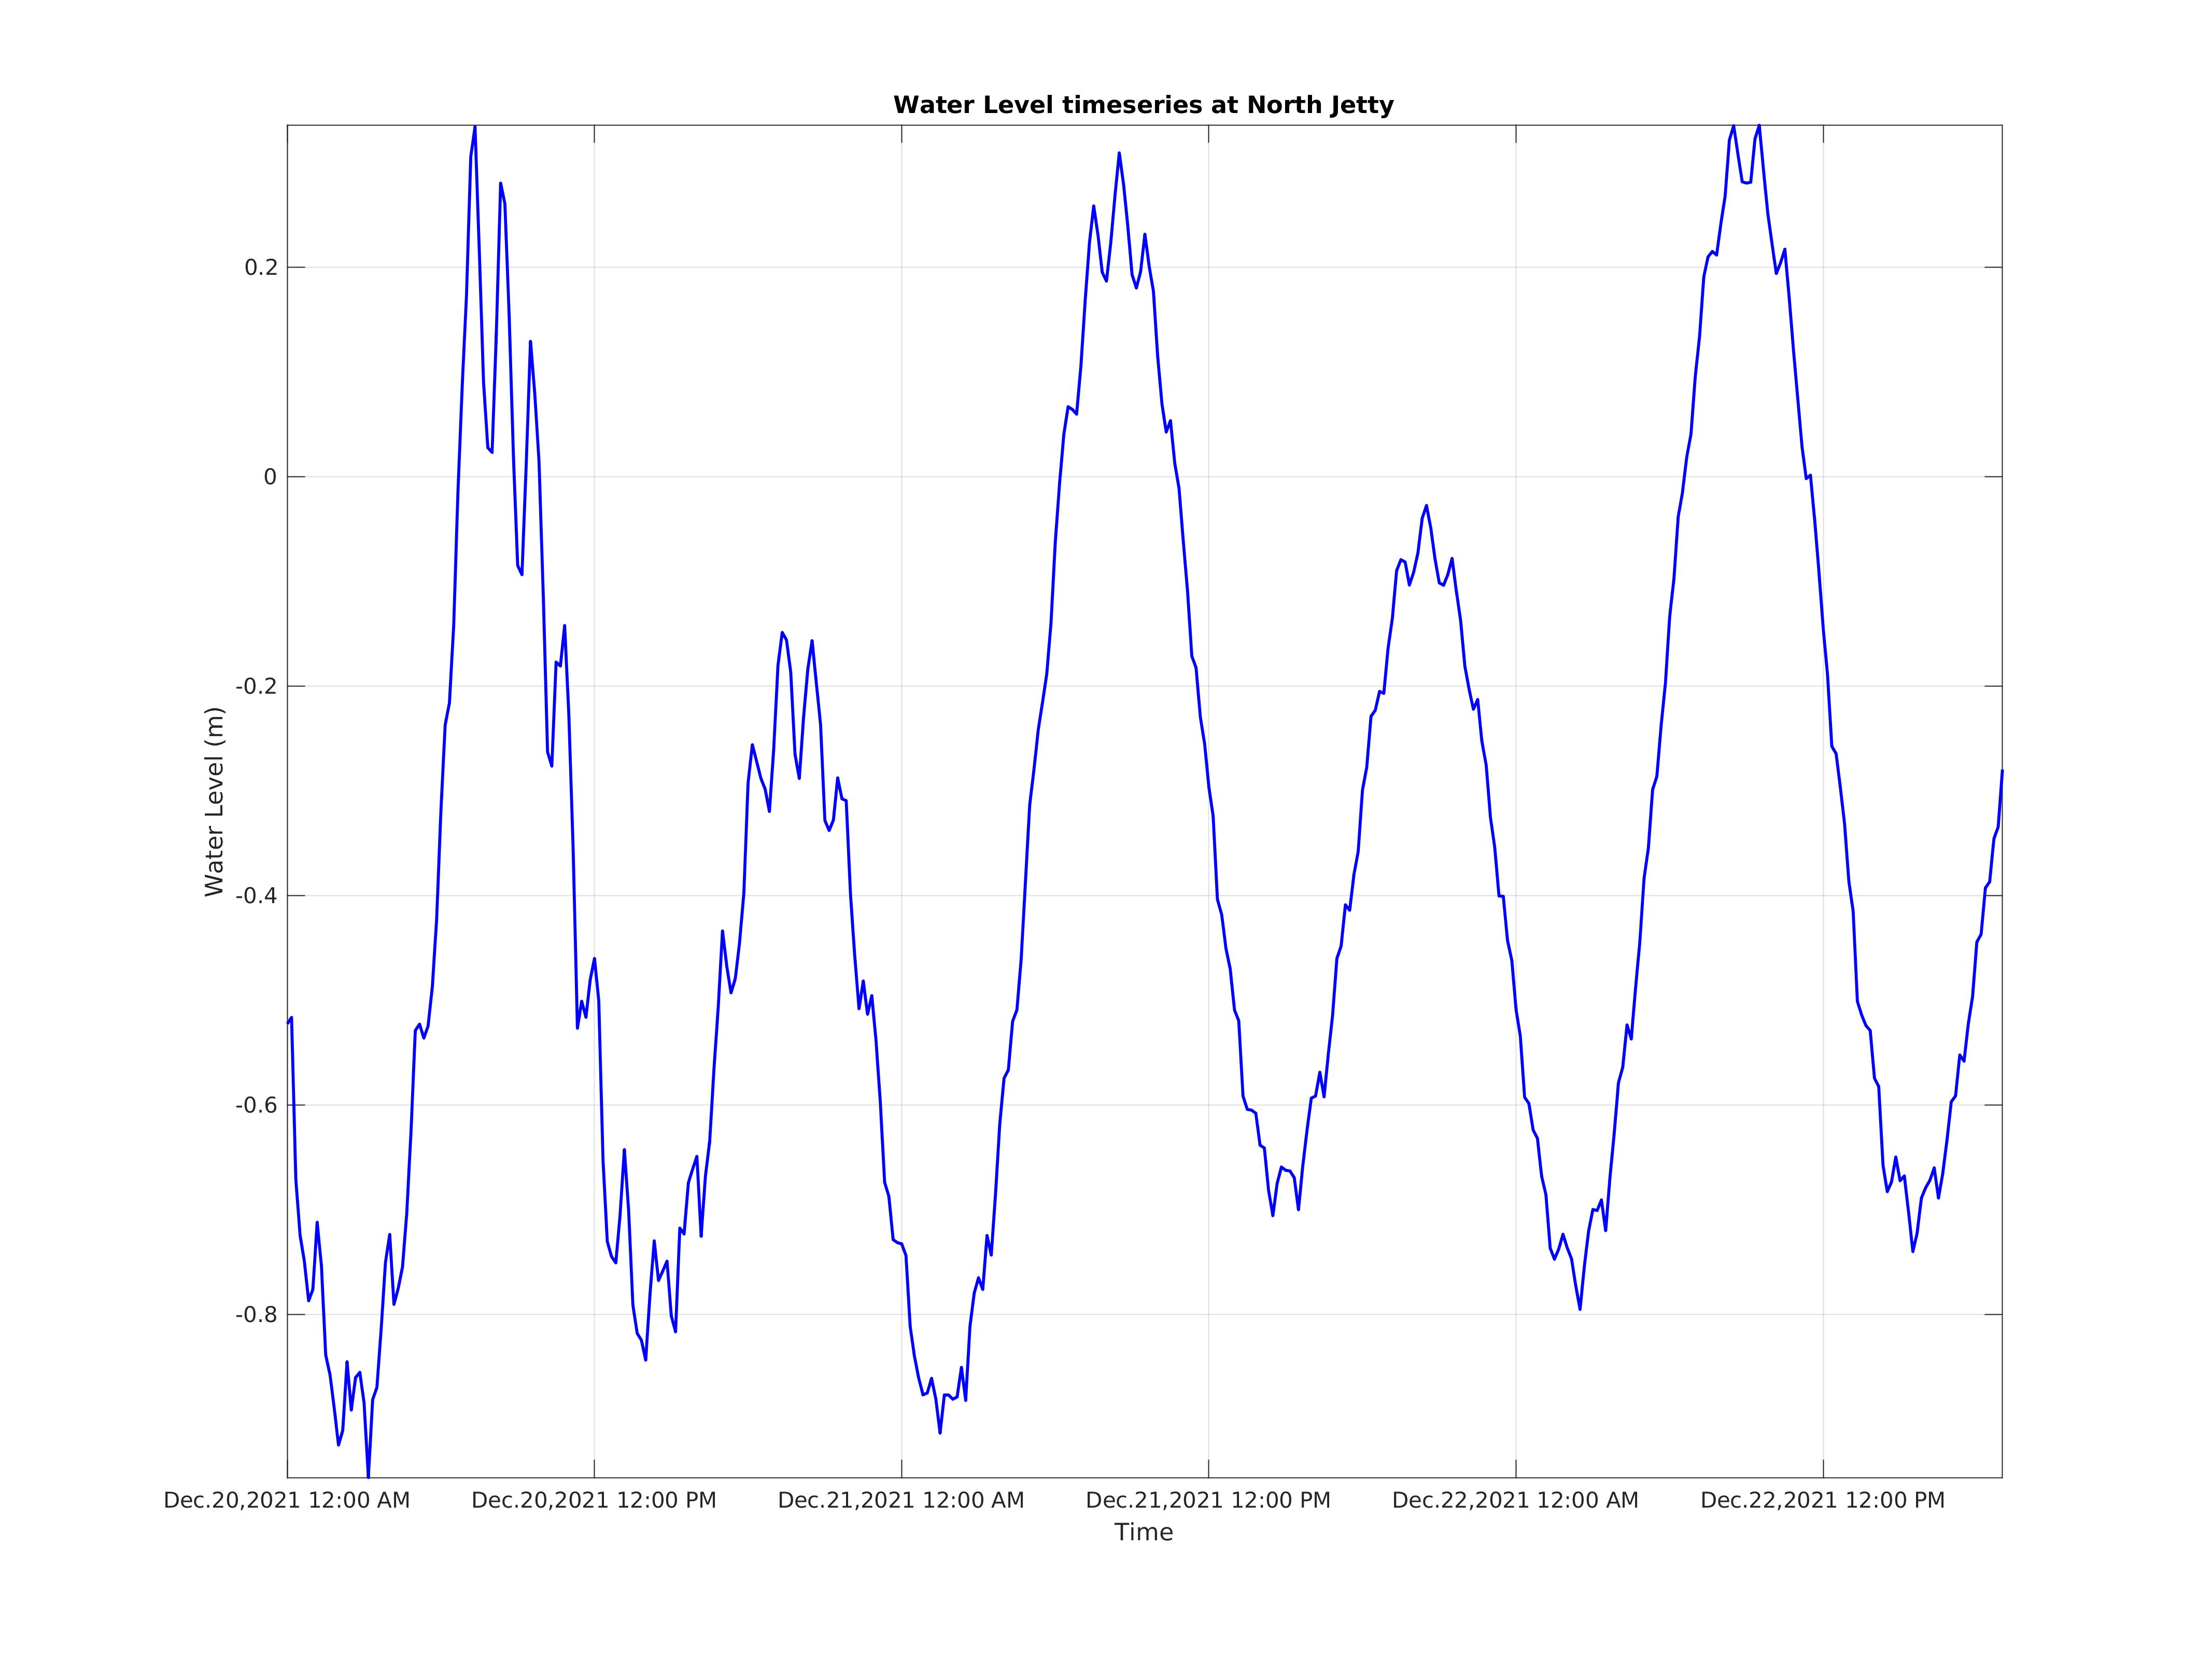 Water Level timeseries at North Jetty
0.2
0
-0.2
-0.4
-0.6
-0.8
Water Level (m)
Dec.20,2021 12:00 AM
Dec.20,2021 12:00 PM
Dec.21,2021 12:00 AM
Dec.21,2021 12:00 PM
Dec.22,2021 12:00 AM
Dec.22,2021 12:00 PM
Time